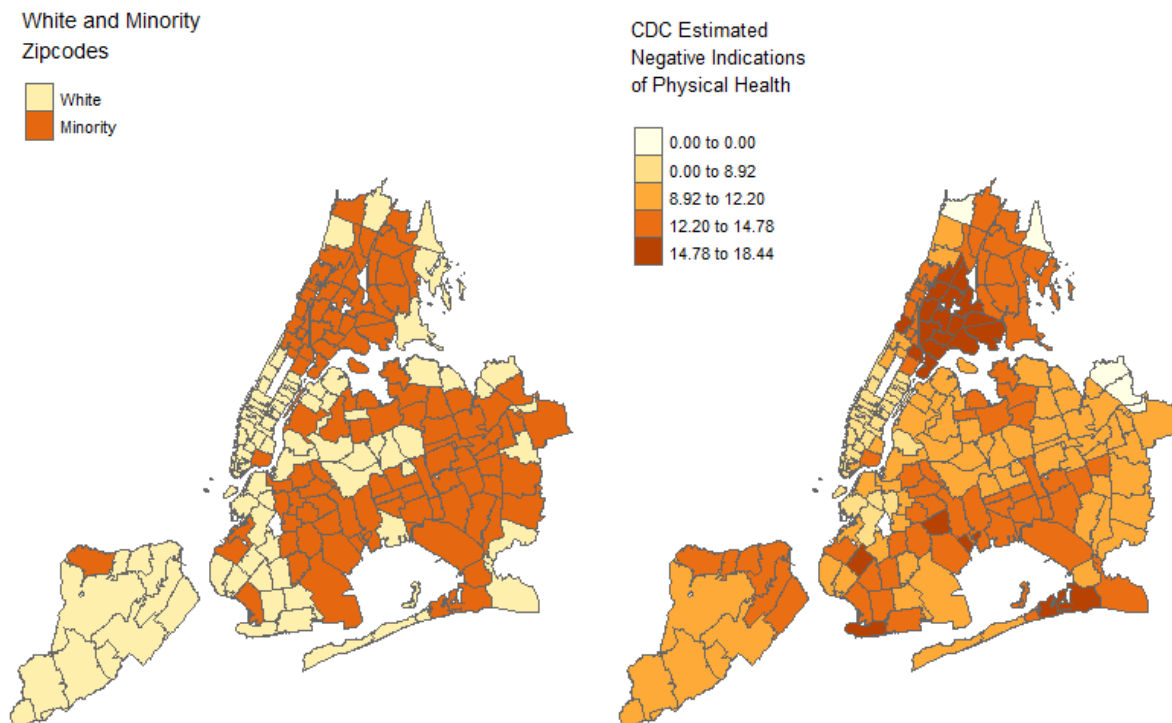 White and Minority
Zipcodes
White
Minority
CDC Estimated
Negative Indications
of Physical Health
0.00 to 0.00
0.00 to 8.92
8.92 to 12.20
12.20 to 14.78
14.78 to 18.44